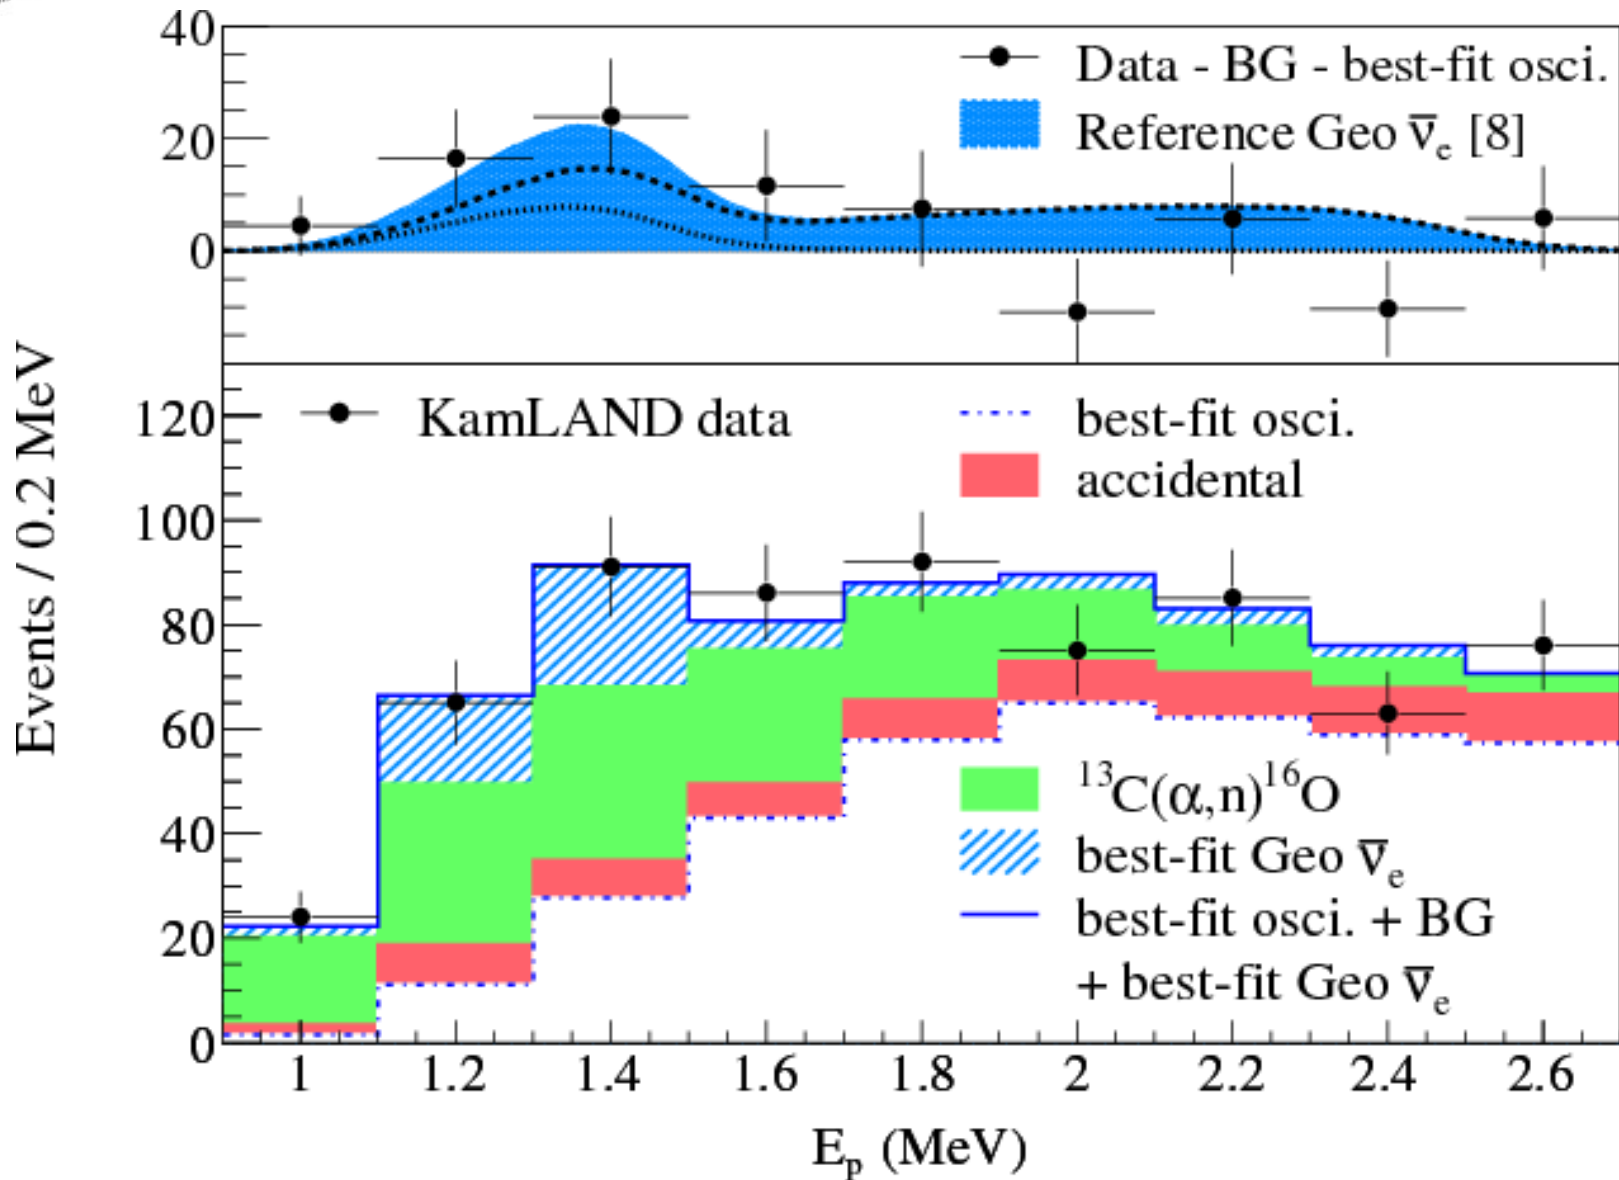 40
20
0
Data - BG - best-fit osci.
Reference Geo ν̅e [8]
Events / 0.2 MeV
120
100
80
60
40
20
0
KamLAND data
best-fit osci.
accidental
¹³C(α,n)¹⁶O
best-fit Geo ν̅e
best-fit osci. + BG
+ best-fit Geo ν̅e
1 1.2 1.4 1.6 1.8 2 2.2 2.4 2.6
Ep (MeV)